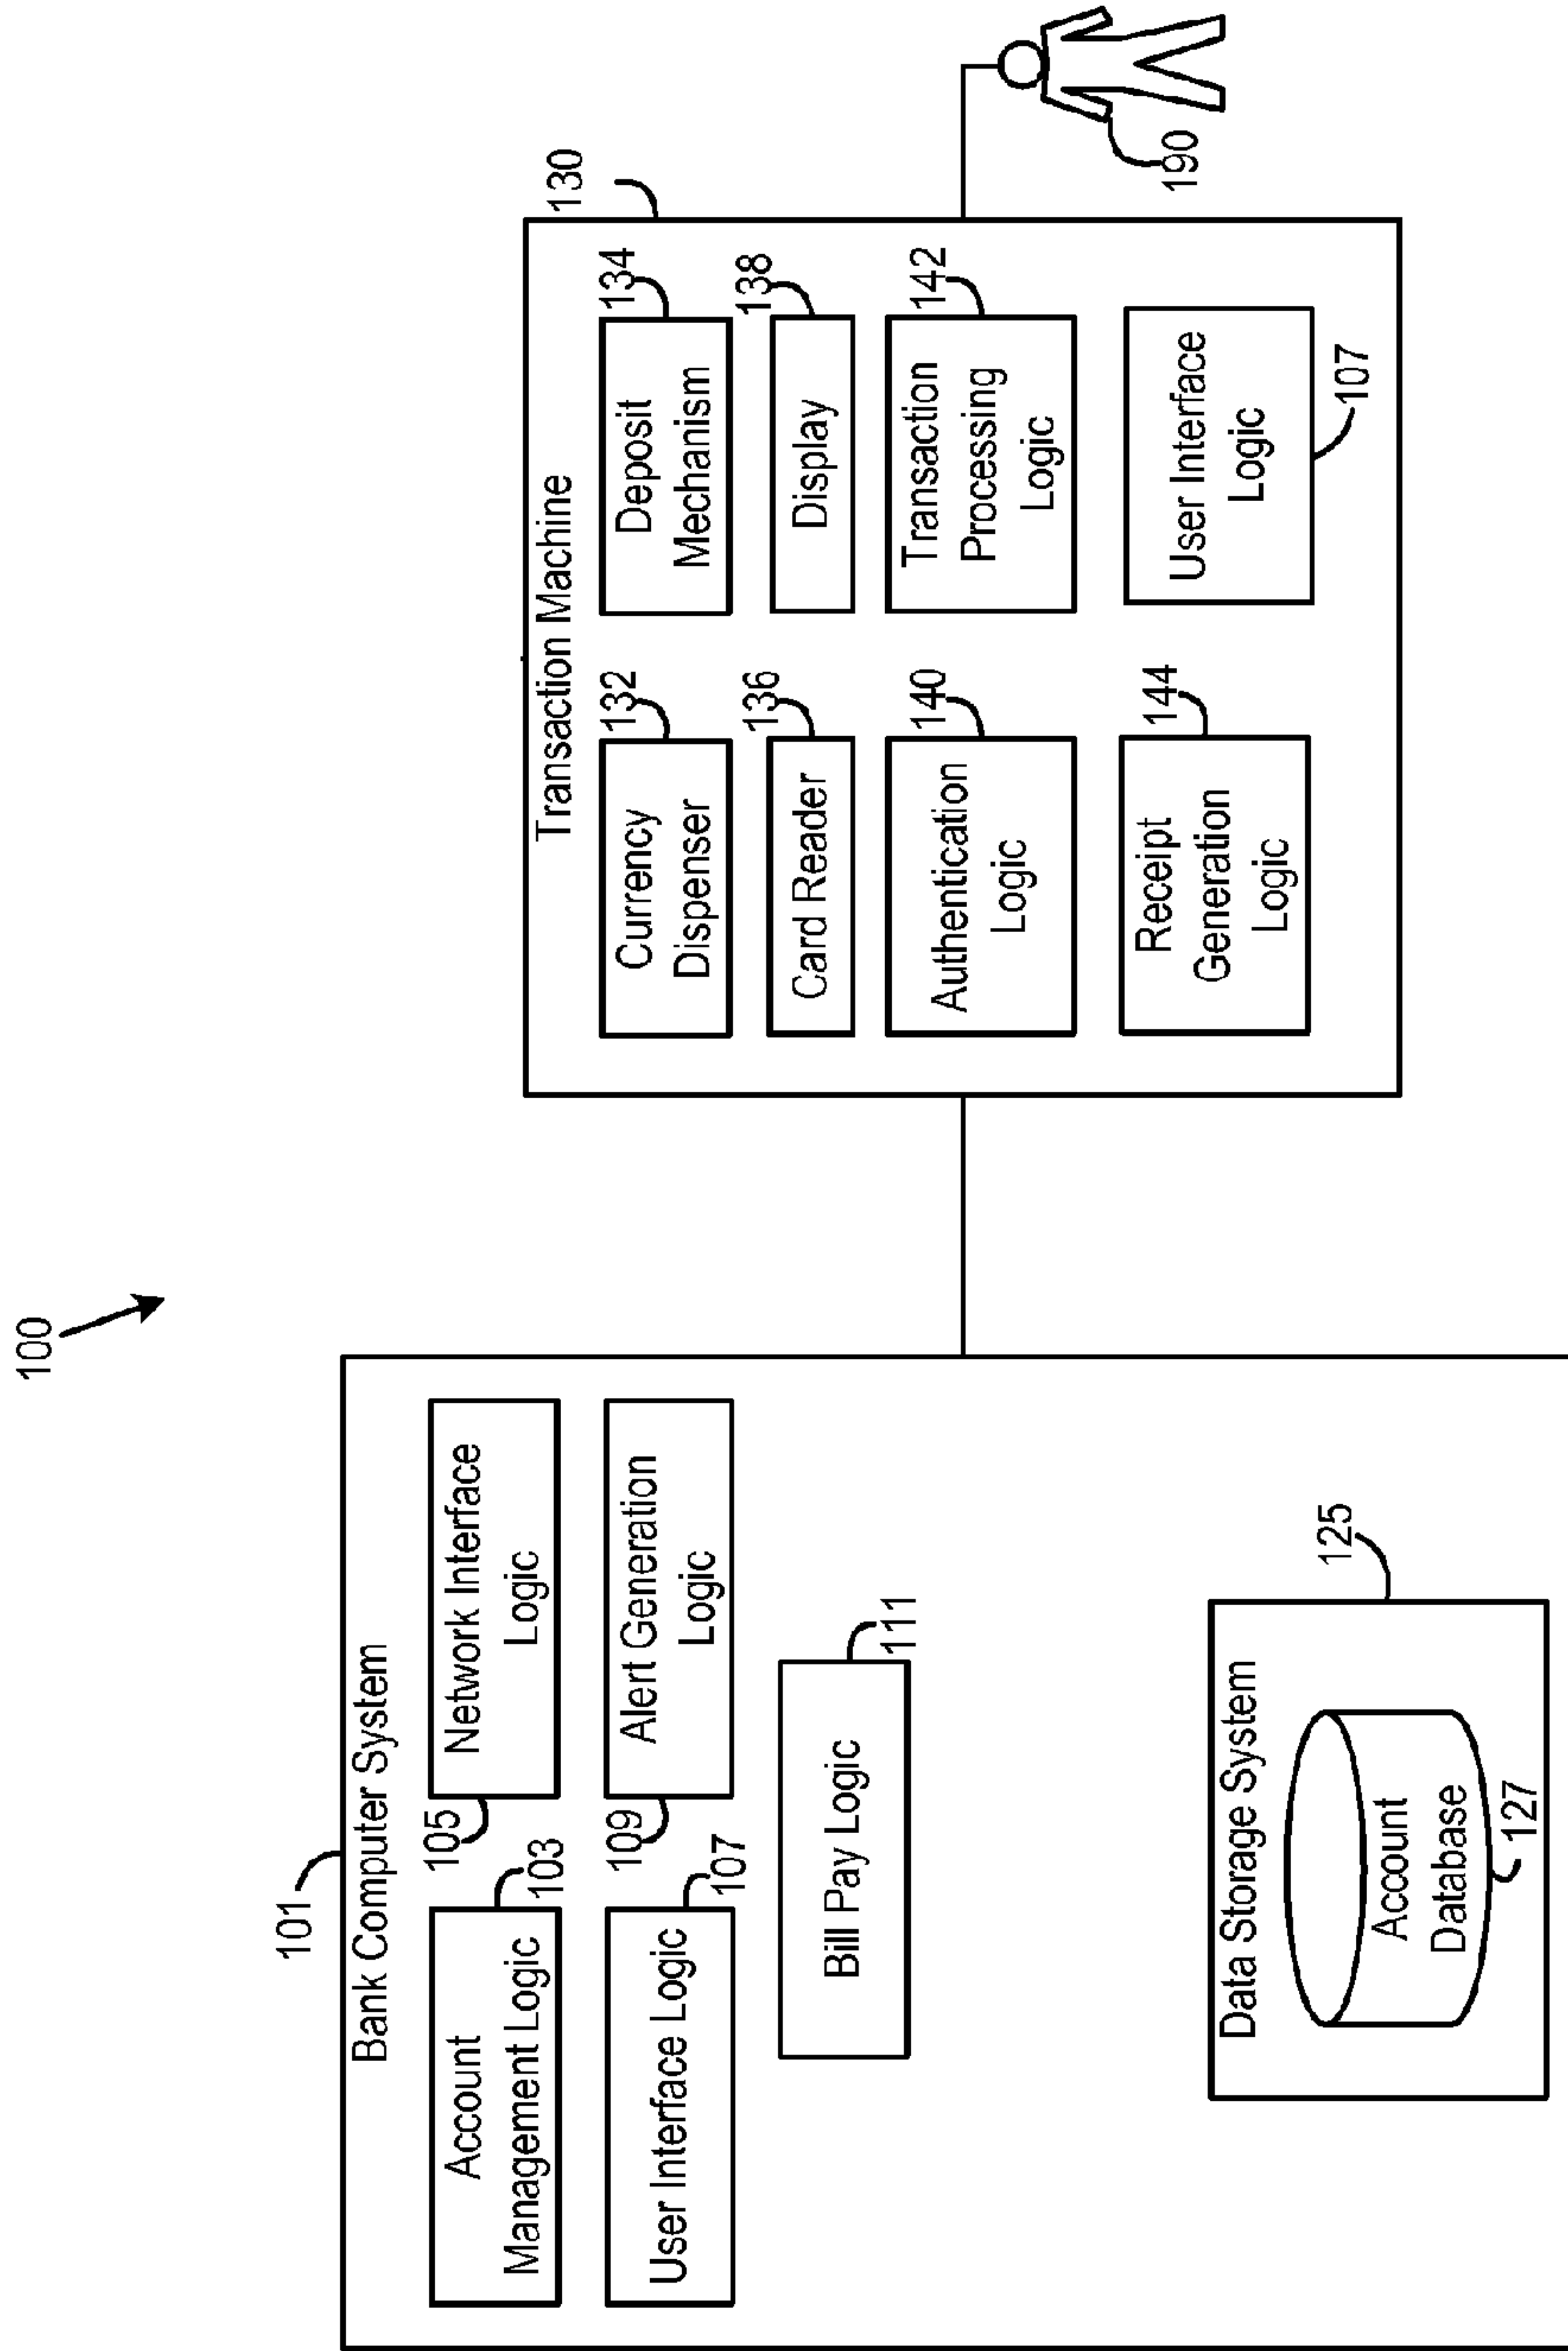 100
101
Bank Computer System
Account
Management Logic
103
105
Network Interface
Logic
User Interface Logic
107
109
Alert Generation
Logic
Bill Pay Logic
111
Data Storage System
125
Account
Database
127
Transaction Machine
130
Currency
Dispenser
132
Deposit
Mechanism
134
Card Reader
136
Display
138
Authentication
Logic
140
Transaction
Processing
Logic
142
Receipt
Generation
Logic
144
User Interface
Logic
107
190